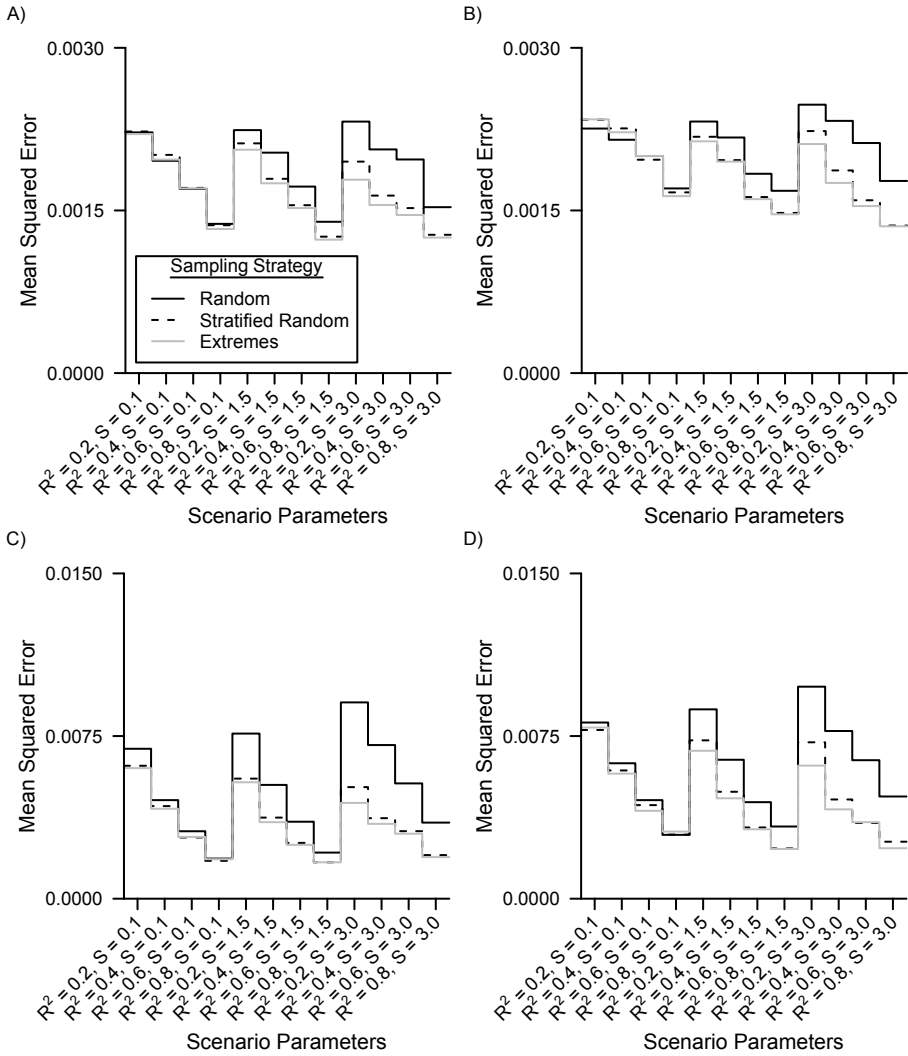 A)
Mean Squared Error
0.0030
0.0015
0.0000
Sampling Strategy
Random
Stratified Random
Extremes
R² = 0.2, S = 0.1
R² = 0.4, S = 0.1
R² = 0.6, S = 0.1
R² = 0.8, S = 0.1
R² = 0.2, S = 1.5
R² = 0.4, S = 1.5
R² = 0.6, S = 1.5
R² = 0.8, S = 1.5
R² = 0.2, S = 3.0
R² = 0.4, S = 3.0
R² = 0.6, S = 3.0
R² = 0.8, S = 3.0
Scenario Parameters
B)
Mean Squared Error
0.0030
0.0015
0.0000
R² = 0.2, S = 0.1
R² = 0.4, S = 0.1
R² = 0.6, S = 0.1
R² = 0.8, S = 0.1
R² = 0.2, S = 1.5
R² = 0.4, S = 1.5
R² = 0.6, S = 1.5
R² = 0.8, S = 1.5
R² = 0.2, S = 3.0
R² = 0.4, S = 3.0
R² = 0.6, S = 3.0
R² = 0.8, S = 3.0
Scenario Parameters
C)
Mean Squared Error
0.0150
0.0075
0.0000
R² = 0.2, S = 0.1
R² = 0.4, S = 0.1
R² = 0.6, S = 0.1
R² = 0.8, S = 0.1
R² = 0.2, S = 1.5
R² = 0.4, S = 1.5
R² = 0.6, S = 1.5
R² = 0.8, S = 1.5
R² = 0.2, S = 3.0
R² = 0.4, S = 3.0
R² = 0.6, S = 3.0
R² = 0.8, S = 3.0
Scenario Parameters
D)
Mean Squared Error
0.0150
0.0075
0.0000
R² = 0.2, S = 0.1
R² = 0.4, S = 0.1
R² = 0.6, S = 0.1
R² = 0.8, S = 0.1
R² = 0.2, S = 1.5
R² = 0.4, S = 1.5
R² = 0.6, S = 1.5
R² = 0.8, S = 1.5
R² = 0.2, S = 3.0
R² = 0.4, S = 3.0
R² = 0.6, S = 3.0
R² = 0.8, S = 3.0
Scenario Parameters